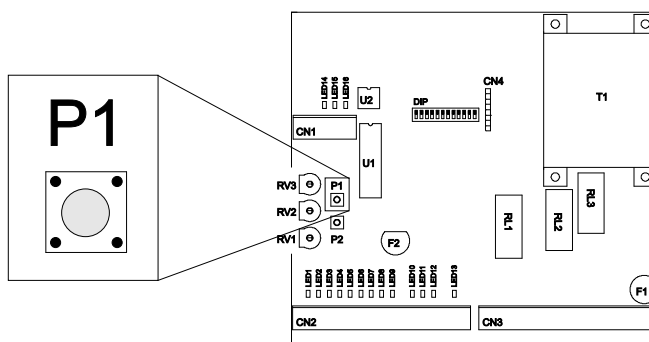 P1
LED14
LED15
LED16
U2
DIP
CN4
T1
CN1
U1
RV3
P1
RV2
P2
RV1
F2
RL1
RL2
RL3
LED1
LED2
LED3
LED4
LED5
LED6
LED7
LED8
LED9
LED10
LED11
LED12
LED13
F1
CN2
CN3